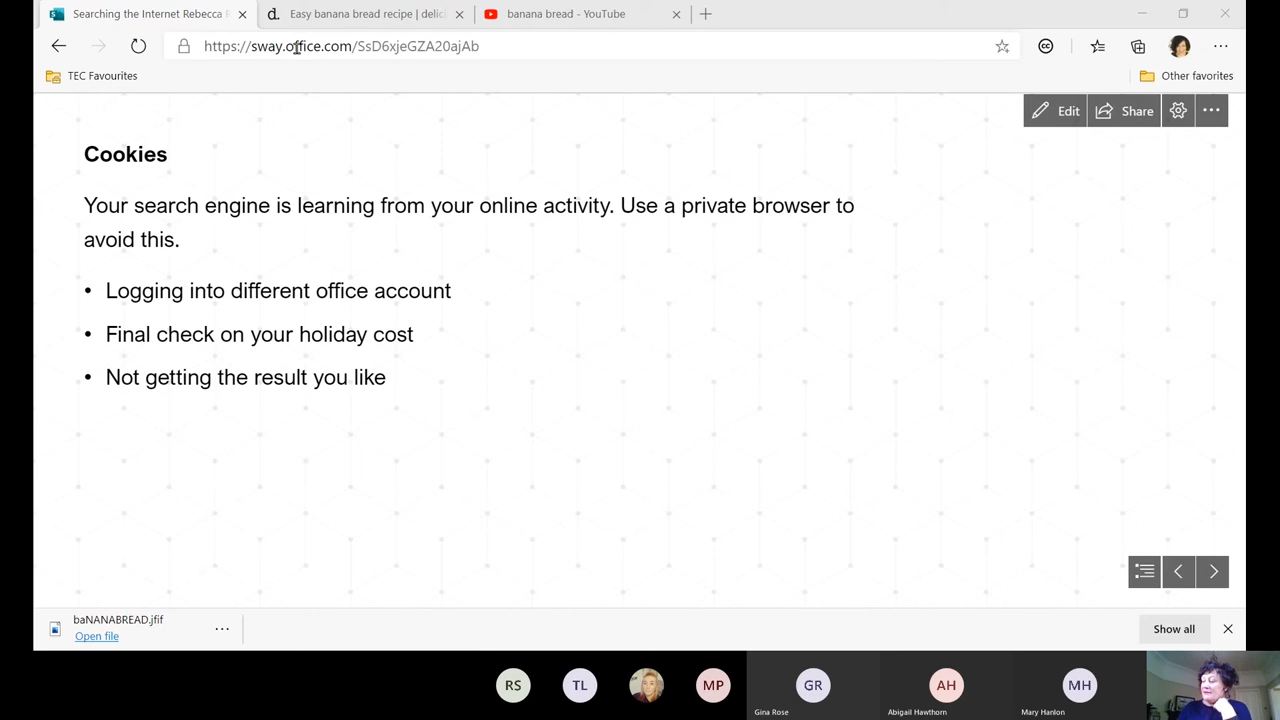 Searching the Internet Rebecca
Easy banana bread recipe | delici
banana bread - YouTube
https://sway.office.com/SsD6xjeGZA20ajAb
TEC Favourites
Other favorites
Edit
Share
Cookies
Your search engine is learning from your online activity. Use a private browser to
avoid this.
• Logging into different office account
• Final check on your holiday cost
• Not getting the result you like
baNANABREAD.jfif
Open file
Show all
RS
TL
MP
GR
AH
MH
Gina Rose
Abigail Hawthorn
Mary Hanlon